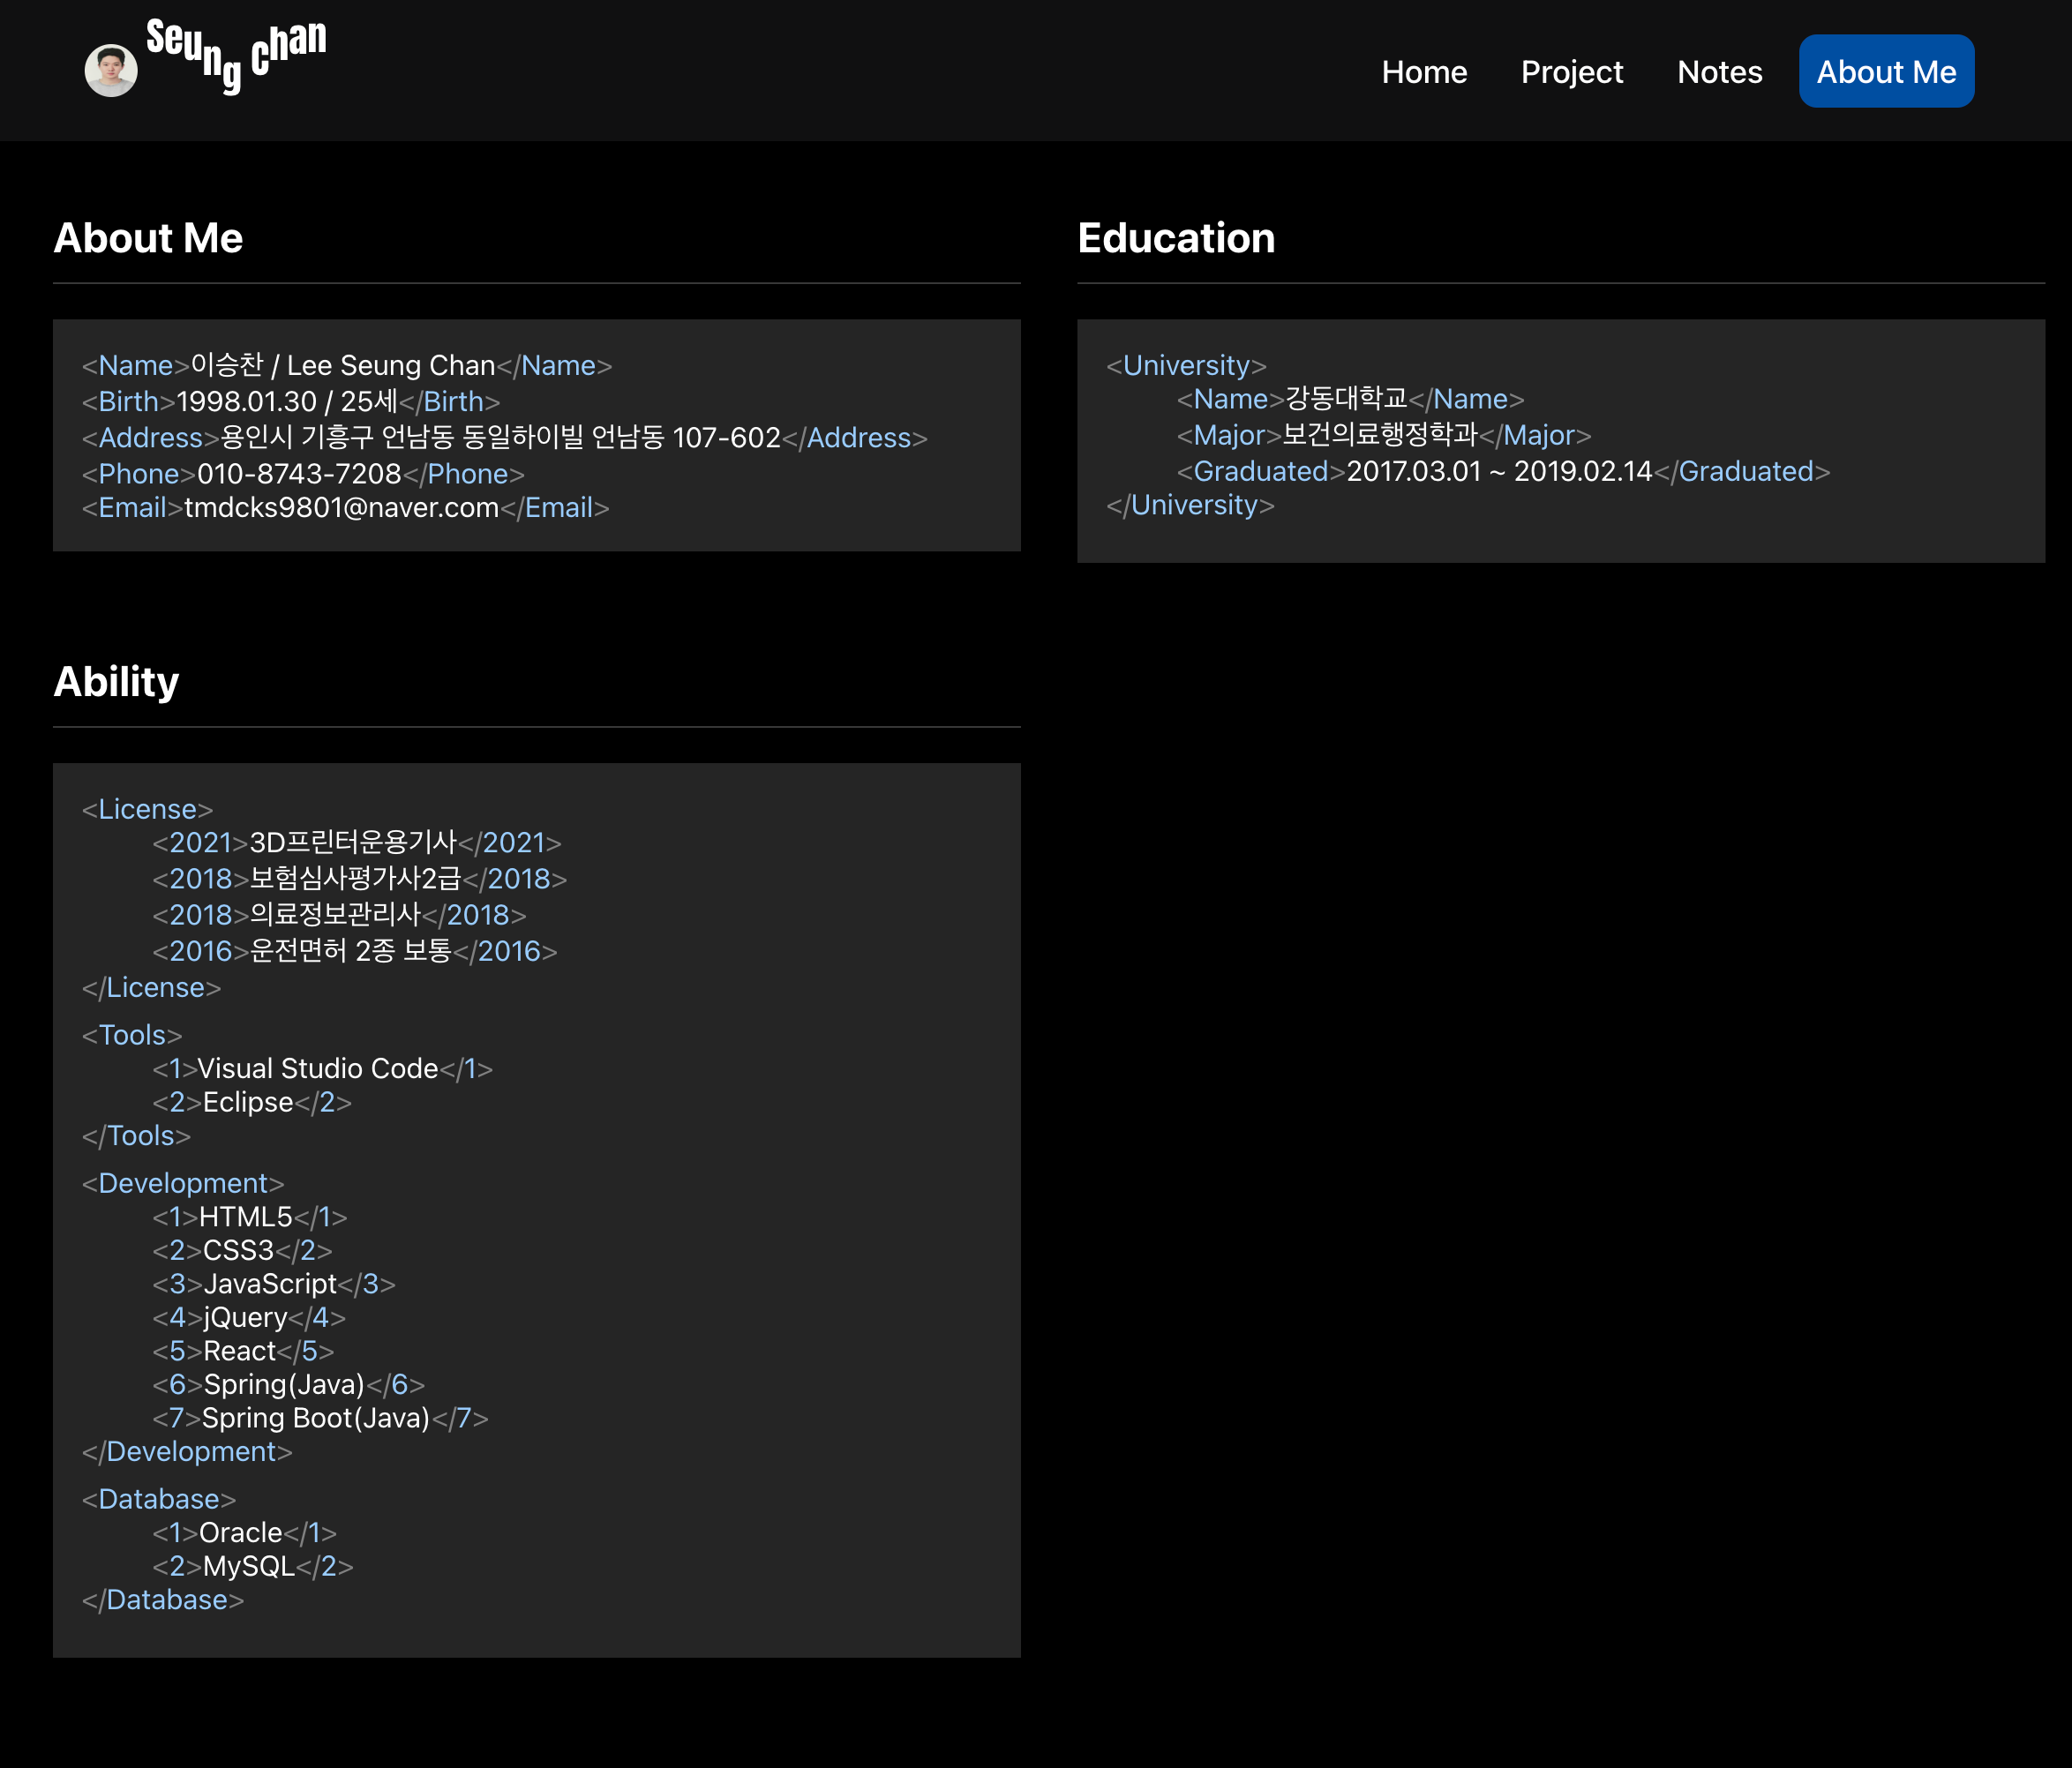 Seung Chan
Home Project Notes About Me
About Me
<Name>이승찬 / Lee Seung Chan</Name>
<Birth>1998.01.30 / 25세</Birth>
<Address>용인시 기흥구 언남동 동일하이빌 언남동 107-602</Address>
<Phone>010-8743-7208</Phone>
<Email>tmdcks9801@naver.com</Email>
Education
<University>
<Name>강동대학교</Name>
<Major>보건의료행정학과</Major>
<Graduated>2017.03.01 ~ 2019.02.14</Graduated>
</University>
Ability
<License>
<2021>3D프린터운용기사</2021>
<2018>보험심사평가사2급</2018>
<2018>의료정보관리사</2018>
<2016>운전면허 2종 보통</2016>
</License>
<Tools>
<1>Visual Studio Code</1>
<2>Eclipse</2>
</Tools>
<Development>
<1>HTML5</1>
<2>CSS3</2>
<3>JavaScript</3>
<4>jQuery</4>
<5>React</5>
<6>Spring(Java)</6>
<7>Spring Boot(Java)</7>
</Development>
<Database>
<1>Oracle</1>
<2>MySQL</2>
</Database>